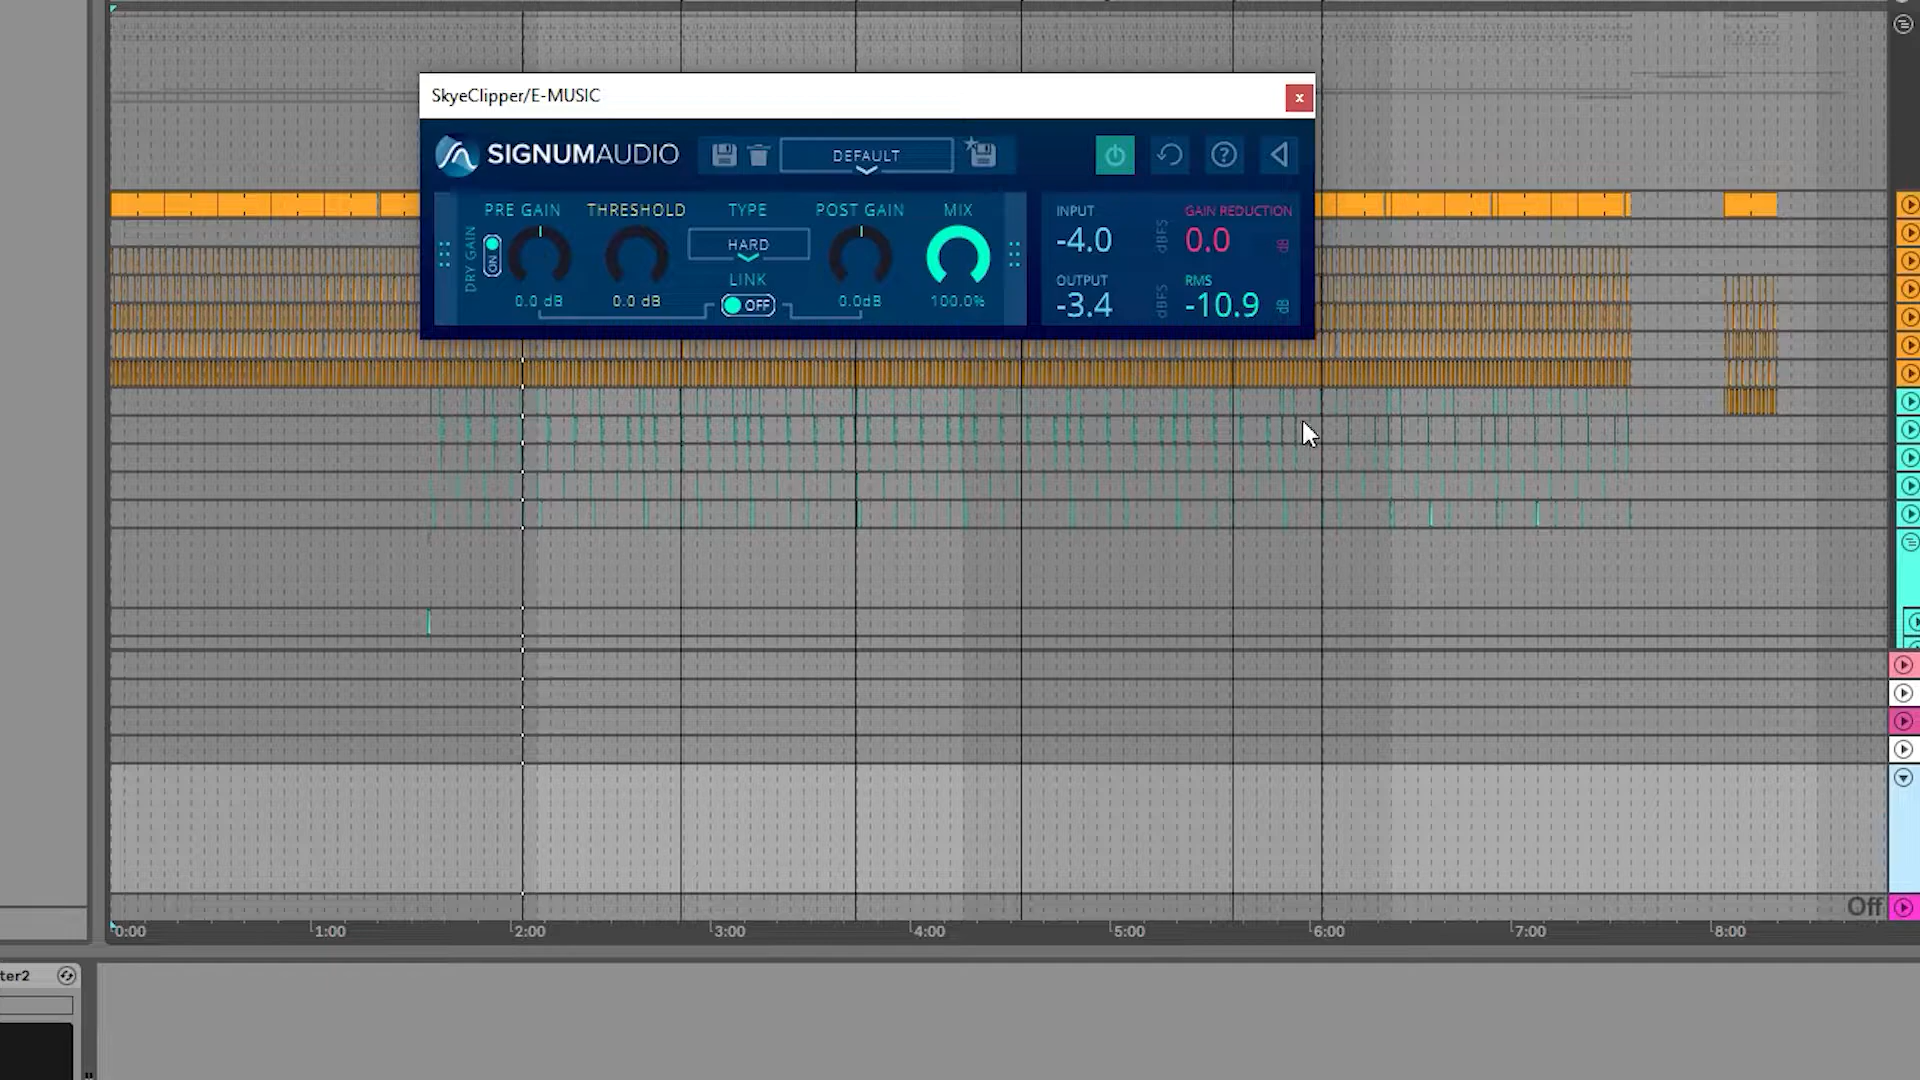 SkyeClipper/E-MUSIC
x
SIGNUMAUDIO
DEFAULT
?
PRE GAIN THRESHOLD TYPE POST GAIN MIX
DRY GAIN
ON
HARD
LINK
OFF
0.0 dB 0.0 dB 0.0dB 100.0%
INPUT GAIN REDUCTION
-4.0 dBFS 0.0 dB
OUTPUT RMS
-3.4 dBFS -10.9 dB
Off
0:00 1:00 2:00 3:00 4:00 5:00 6:00 7:00 8:00
ter2